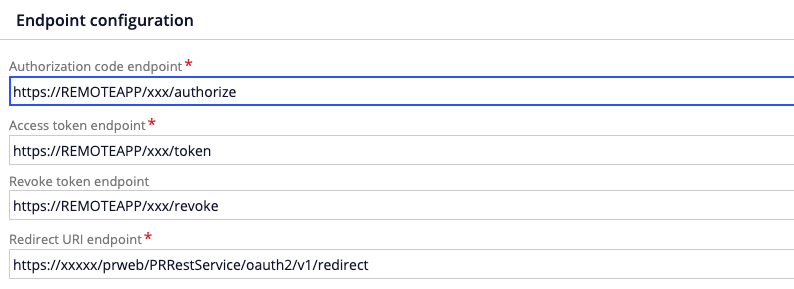 Endpoint configuration
Authorization code endpoint *
https://REMOTEAPP/xxx/authorize
Access token endpoint *
https://REMOTEAPP/xxx/token
Revoke token endpoint
https://REMOTEAPP/xxx/revoke
Redirect URI endpoint *
https://xxxxx/prweb/PRRestService/oauth2/v1/redirect